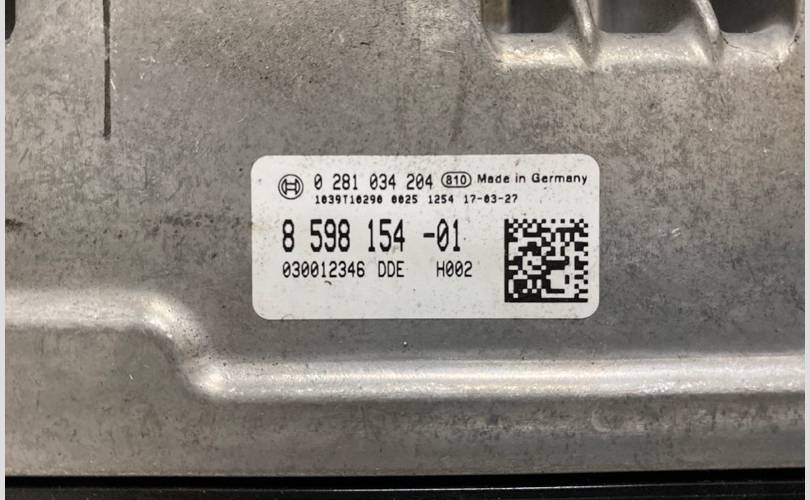 0 281 034 204 810 Made in Germany
1039T10290 0025 1254 17-03-27
8 598 154 -01
030012346 DDE H002